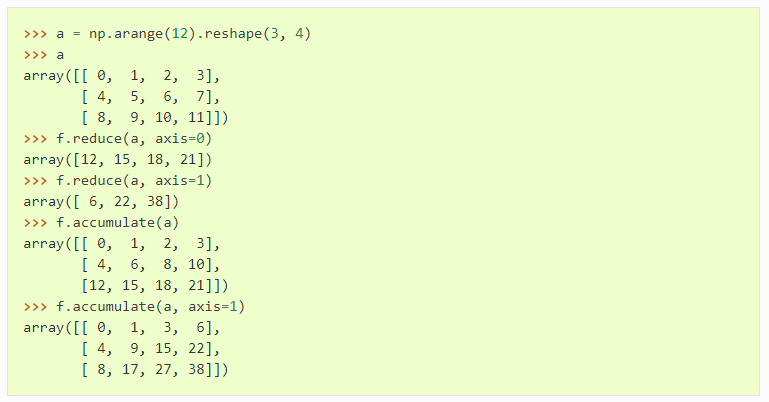 >>> a = np.arange(12).reshape(3, 4)
>>> a
array([[ 0,  1,  2,  3],
       [ 4,  5,  6,  7],
       [ 8,  9, 10, 11]])
>>> f.reduce(a, axis=0)
array([12, 15, 18, 21])
>>> f.reduce(a, axis=1)
array([ 6, 22, 38])
>>> f.accumulate(a)
array([[ 0,  1,  2,  3],
       [ 4,  6,  8, 10],
       [12, 15, 18, 21]])
>>> f.accumulate(a, axis=1)
array([[ 0,  1,  3,  6],
       [ 4,  9, 15, 22],
       [ 8, 17, 27, 38]])